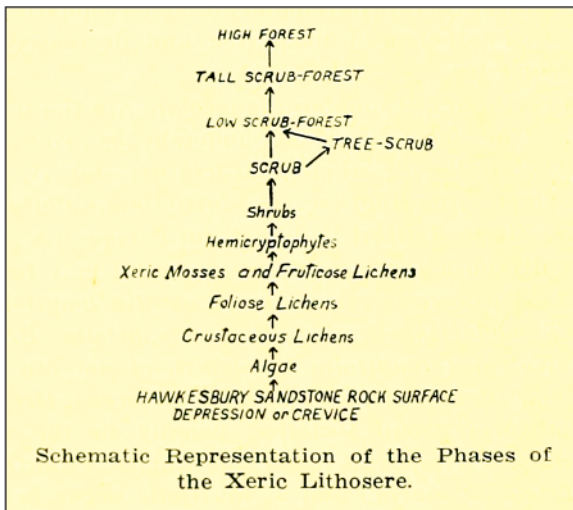 HIGH FOREST
TALL SCRUB-FOREST
LOW SCRUB-FOREST
TREE-SCRUB
SCRUB
Shrubs
Hemicryptophytes
Xeric Mosses and Fruticose Lichens
Foliose Lichens
Crustaceous Lichens
Algae
HAWKESBURY SANDSTONE ROCK SURFACE
DEPRESSION or CREVICE
Schematic Representation of the Phases of
the Xeric Lithosere.